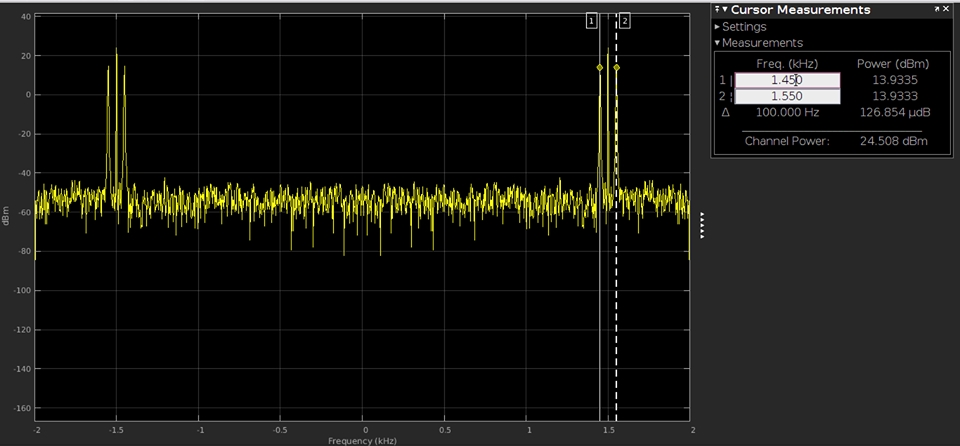 Cursor Measurements
Settings
Measurements
Freq. (kHz) Power (dBm)
1 1.450 13.9335
2 1.550 13.9333
Δ 100.000 Hz 126.854 µdB
Channel Power: 24.508 dBm
1 2
40
20
0
-20
-40
-60
-80
-100
-120
-140
-160
dBm
-2 -1.5 -1 -0.5 0 0.5 1 1.5 2
Frequency (kHz)